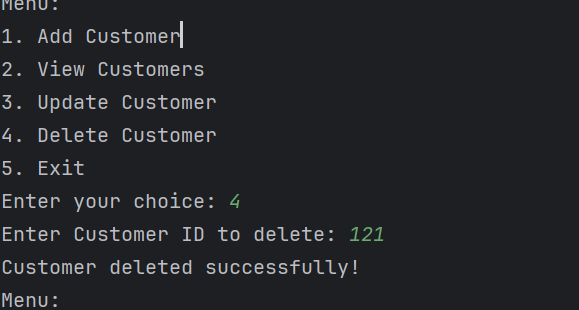 Menu:
1. Add Customer
2. View Customers
3. Update Customer
4. Delete Customer
5. Exit
Enter your choice: 4
Enter Customer ID to delete: 121
Customer deleted successfully!
Menu: